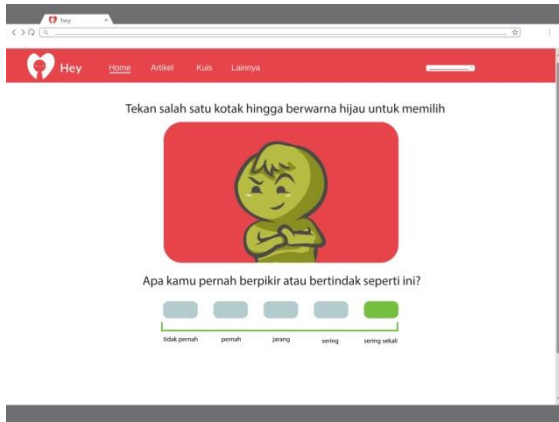 hey
Hey
Home Artikel Kuis Lainnya
Tekan salah satu kotak hingga berwarna hijau untuk memilih
Apa kamu pernah berpikir atau bertindak seperti ini?
tidak pernah pernah jarang sering sering sekali